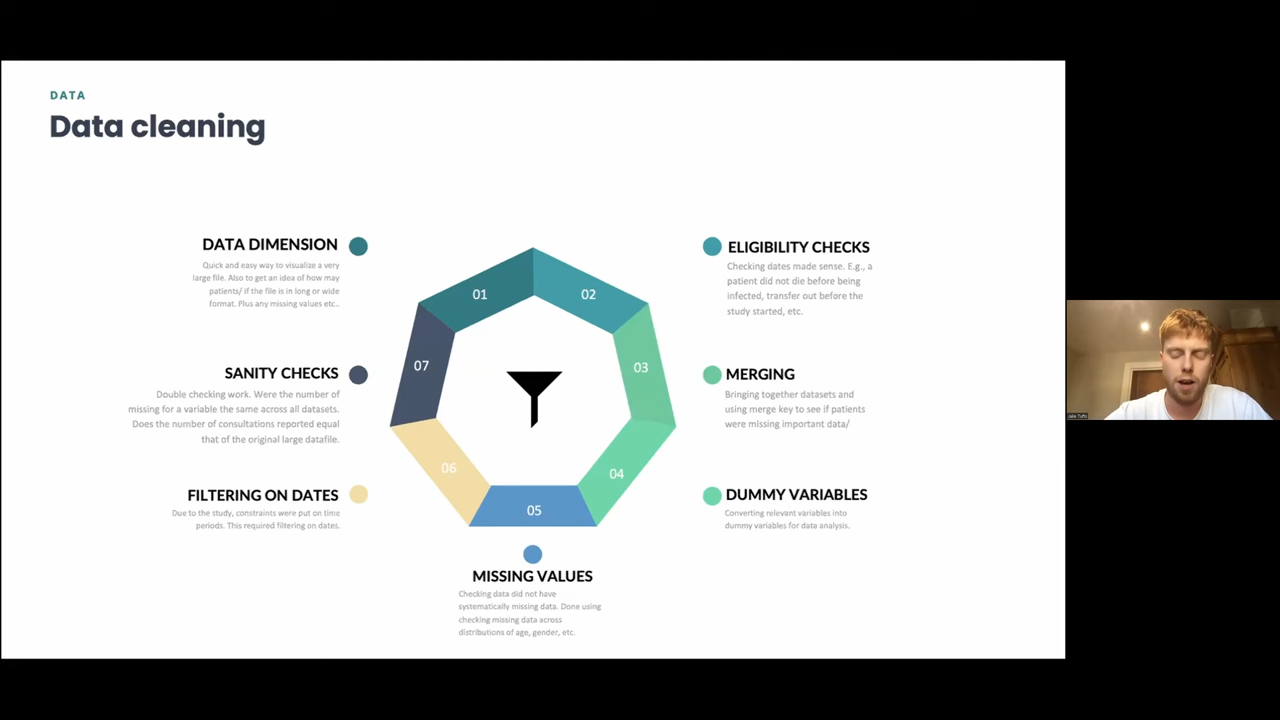 DATA
Data cleaning
DATA DIMENSION
Quick and easy way to visualize a very
large file. Also to get an idea of how may
patients/ if the file is in long or wide
format. Plus any missing values etc..
01
02
ELIGIBILITY CHECKS
Checking dates made sense. E.g., a
patient did not die before being
infected, transfer out before the
study started, etc.
SANITY CHECKS
Double checking work. Were the number of
missing for a variable the same across all datasets.
Does the number of consultations reported equal
that of the original large datafile.
07
03
MERGING
Bringing together datasets and
using merge key to see if patients
were missing important data/
FILTERING ON DATES
Due to the study, constraints were put on time
periods. This required filtering on dates.
06
04
DUMMY VARIABLES
Converting relevant variables into
dummy variables for data analysis.
05
MISSING VALUES
Checking data did not have
systematically missing data. Done using
checking missing data across
distributions of age, gender, etc.
Jake Tufts